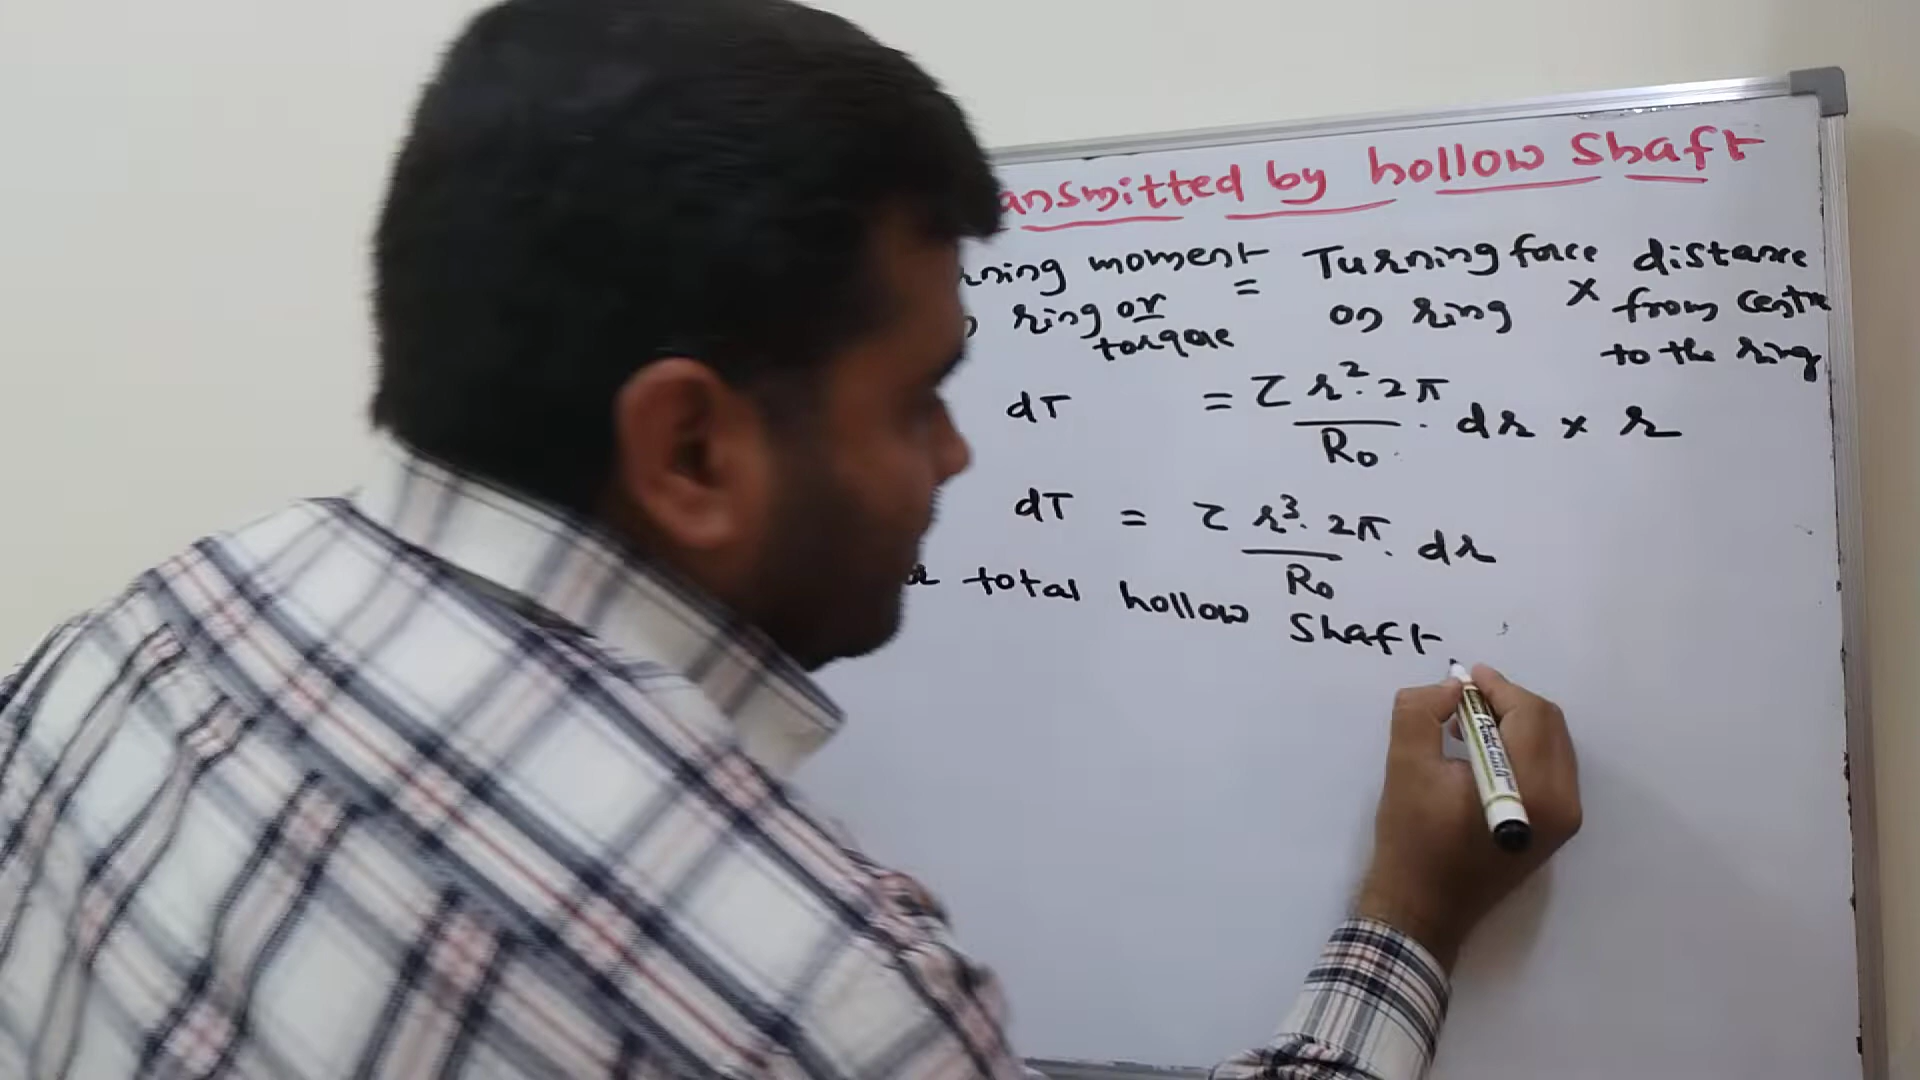 ansmitted by hollow Shaft
rning moment = Turning force × distance
ring or on ring from centre
torque to the ring
dT = τ r². 2π / R₀ . dr × r
dT = τ r³. 2π / R₀ . dr
total hollow Shaft